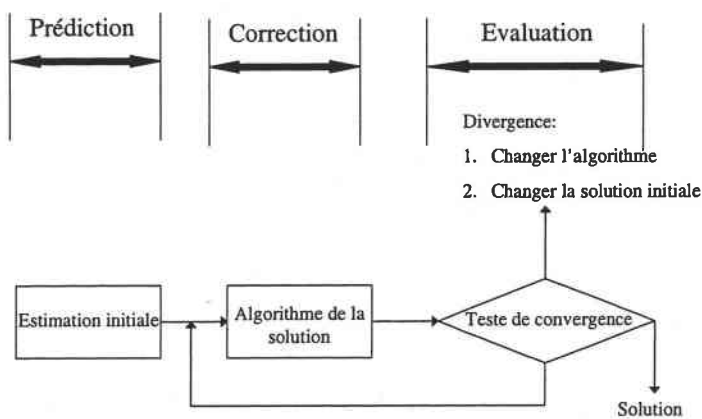 Prédiction
Correction
Evaluation
Divergence:
1. Changer l'algorithme
2. Changer la solution initiale
Estimation initiale
Algorithme de la
solution
Teste de convergence
Solution